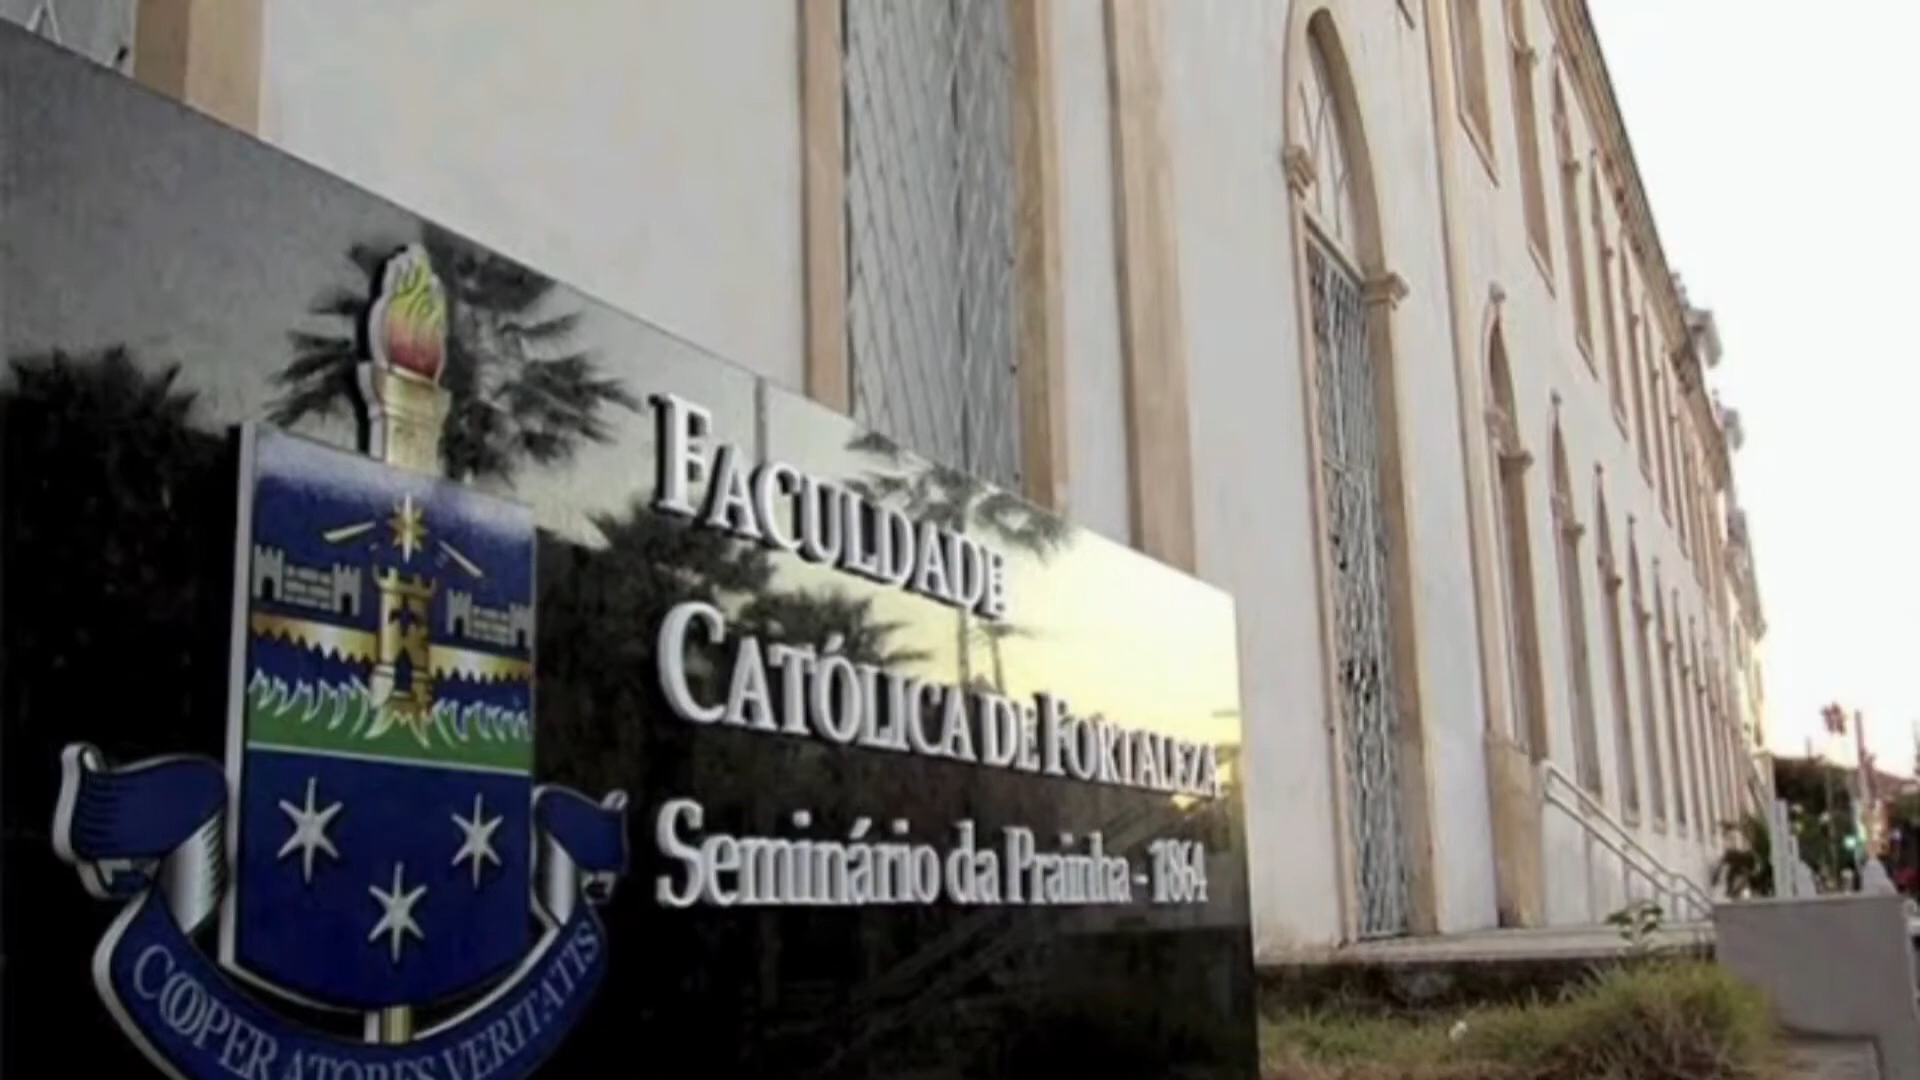 FACULDADE
CATÓLICA DE FORTALEZA
Seminário da Prainha - 1864
COOPERATORES VERITATIS